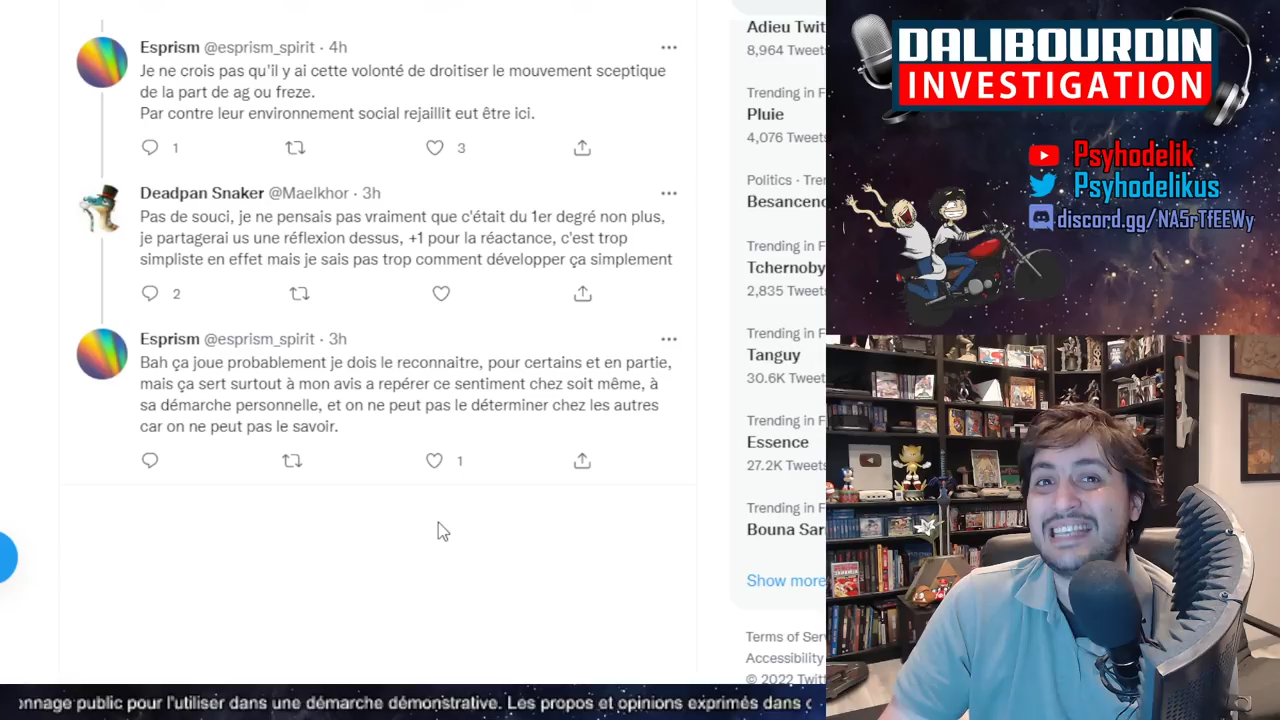 Esprism @esprism_spirit · 4h
Je ne crois pas qu'il y ai cette volonté de droitiser le mouvement sceptique
de la part de ag ou freze.
Par contre leur environnement social rejaillit eut être ici.
1
3
Deadpan Snaker @Maelkhor · 3h
Pas de souci, je ne pensais pas vraiment que c'était du 1er degré non plus,
je partagerai us une réflexion dessus, +1 pour la réactance, c'est trop
simpliste en effet mais je sais pas trop comment développer ça simplement
2
Esprism @esprism_spirit · 3h
Bah ça joue probablement je dois le reconnaitre, pour certains et en partie,
mais ça sert surtout à mon avis a repérer ce sentiment chez soit même, à
sa démarche personnelle, et on ne peut pas le déterminer chez les autres
car on ne peut pas le savoir.
1
Adieu Twit
8,964 Tweets
Trending in F
Pluie
4,076 Tweets
Politics · Tren
Besanceno
Trending in F
Tchernoby
2,835 Tweets
Trending in F
Tanguy
30.6K Tweets
Trending in F
Essence
27.2K Tweets
Trending in F
Bouna Sar
Show more
Terms of Serv
Accessibility
© 2022 Twitt
DALIBOURDIN
INVESTIGATION
Psyhodelik
Psyhodelikus
discord.gg/NA5rTfEEWy
onnage public pour l'utiliser dans une démarche démonstrative. Les propos et opinions exprimés dans c